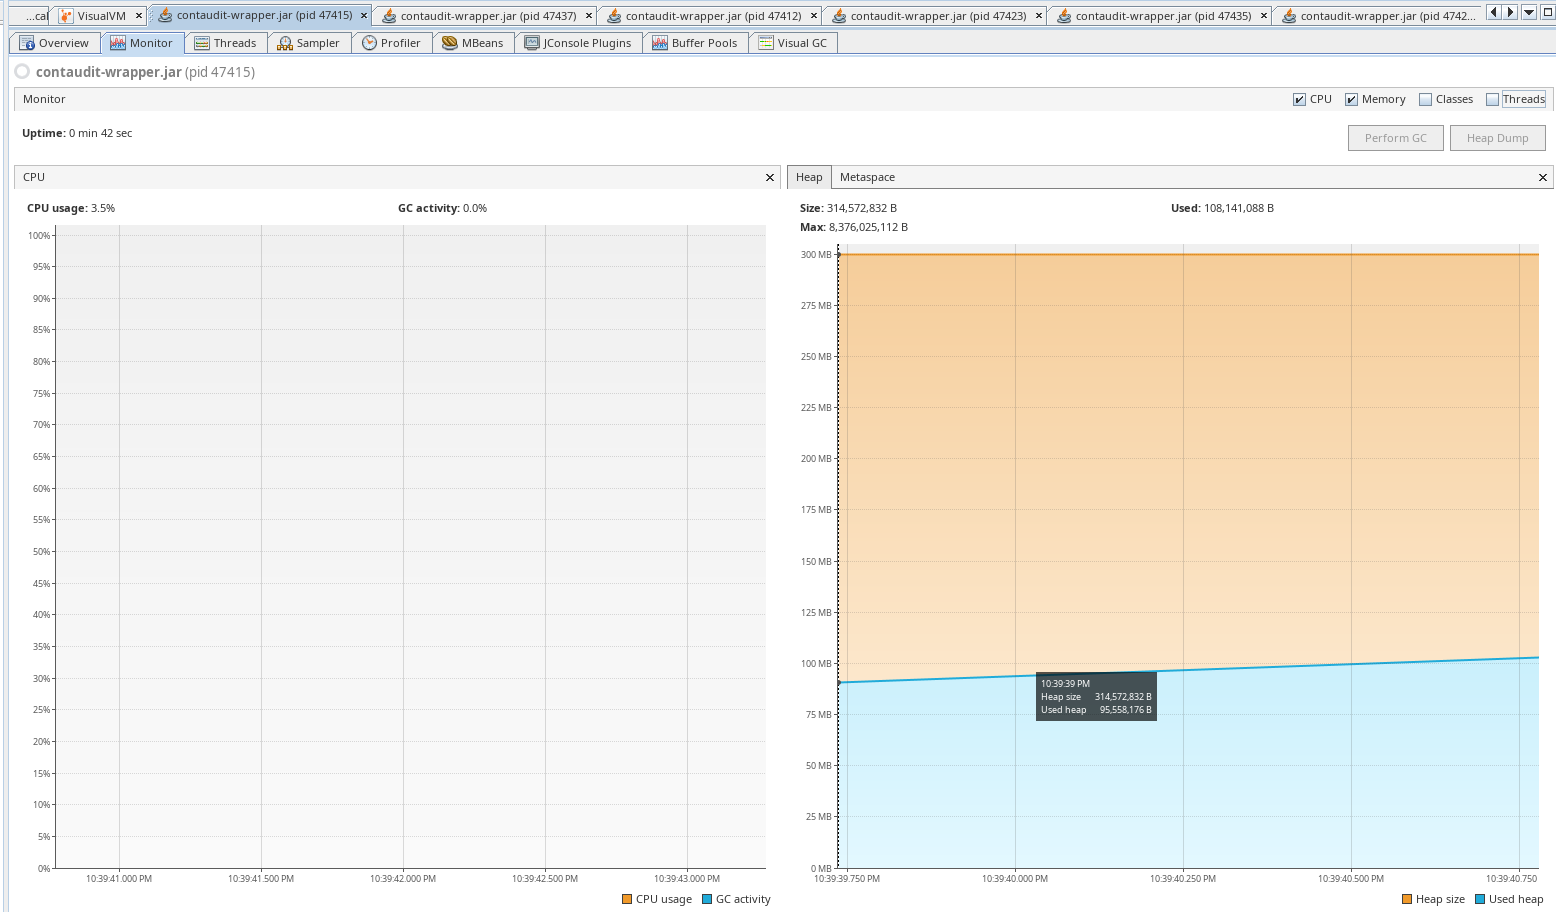 ...cal VisualVM contaudit-wrapper.jar (pid 47415) contaudit-wrapper.jar (pid 47437) contaudit-wrapper.jar (pid 47412) contaudit-wrapper.jar (pid 47423) contaudit-wrapper.jar (pid 47435) contaudit-wrapper.jar (pid 4742...
Overview Monitor Threads Sampler Profiler MBeans JConsole Plugins Buffer Pools Visual GC
contaudit-wrapper.jar (pid 47415)
Monitor CPU Memory Classes Threads
Uptime: 0 min 42 sec
Perform GC Heap Dump
CPU
CPU usage: 3.5% GC activity: 0.0%
100%
95%
90%
85%
80%
75%
70%
65%
60%
55%
50%
45%
40%
35%
30%
25%
20%
15%
10%
5%
0%
10:39:41.000 PM 10:39:41.500 PM 10:39:42.000 PM 10:39:42.500 PM 10:39:43.000 PM
CPU usage GC activity
Heap Metaspace
Size: 314,572,832 B Used: 108,141,088 B
Max: 8,376,025,112 B
300 MB
275 MB
250 MB
225 MB
200 MB
175 MB
150 MB
125 MB
100 MB
75 MB
50 MB
25 MB
0 MB
10:39:39 PM
Heap size 314,572,832 B
Used heap 95,558,176 B
10:39:39.750 PM 10:39:40.000 PM 10:39:40.250 PM 10:39:40.500 PM 10:39:40.750
Heap size Used heap